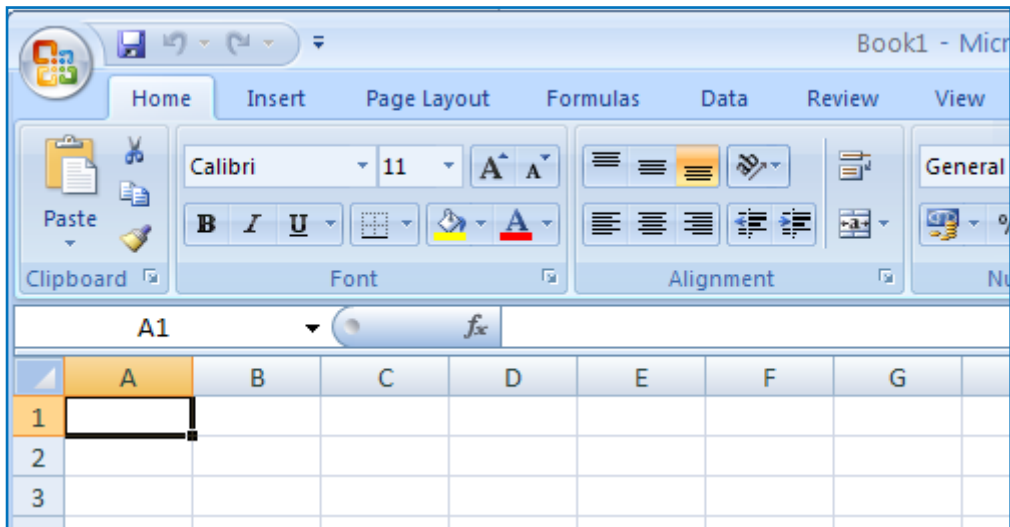 Book1 - Micr
Home Insert Page Layout Formulas Data Review View
Calibri 11 A A General
Paste B I U A a %
Clipboard Font Alignment Nu
A1 fx
A B C D E F G
1
2
3